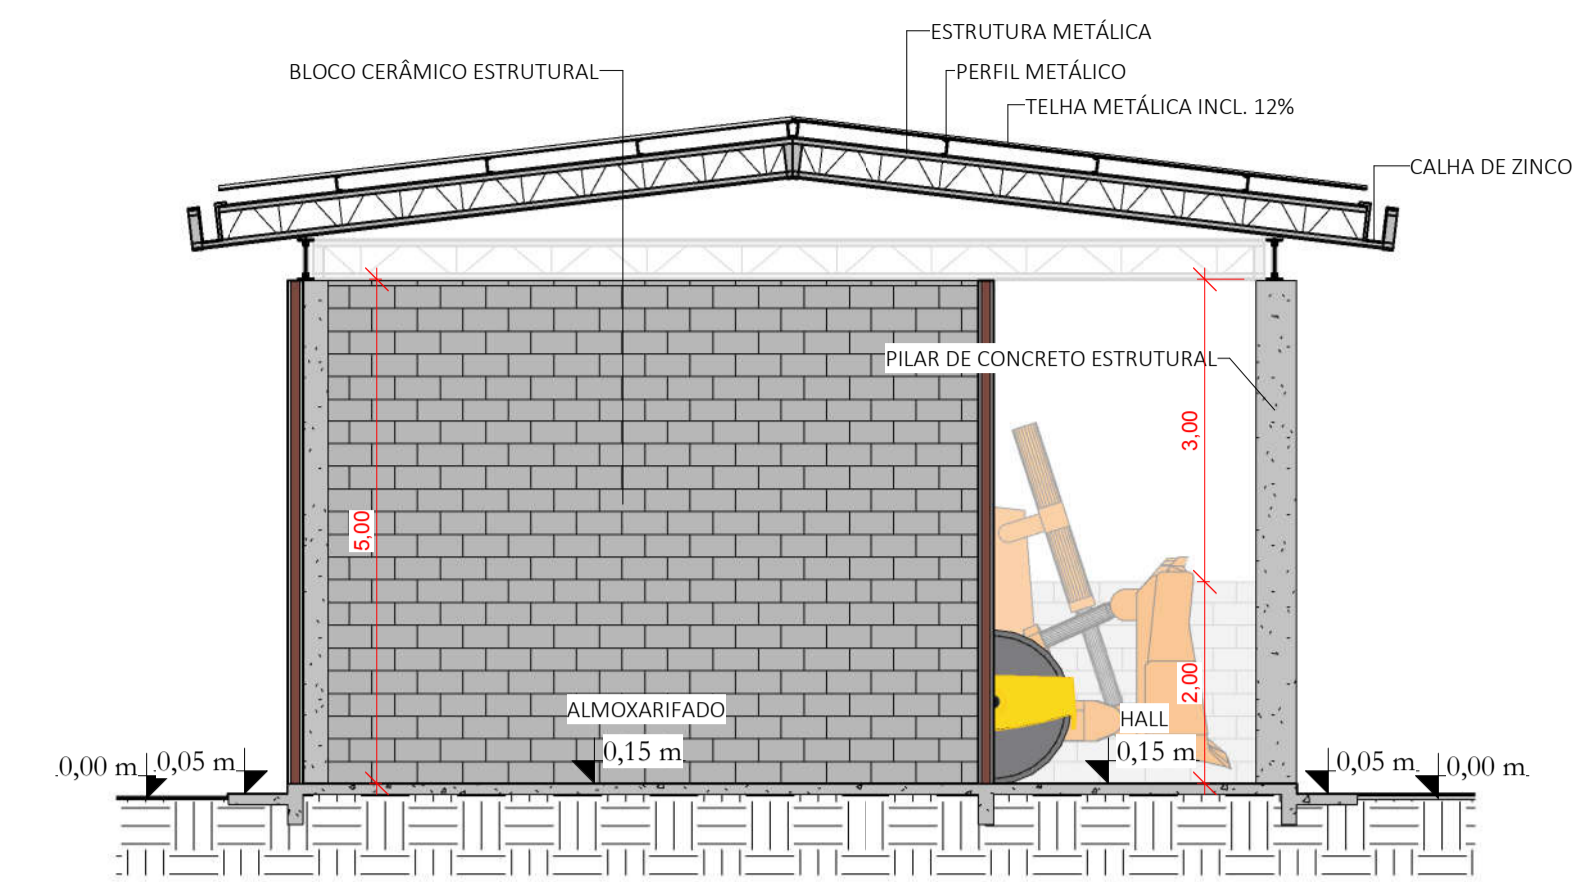 ESTRUTURA METÁLICA
BLOCO CERÂMICO ESTRUTURAL
PERFIL METÁLICO
TELHA METÁLICA INCL. 12%
CALHA DE ZINCO
PILAR DE CONCRETO ESTRUTURAL
3,00
5,00
2,00
ALMOXARIFADO
HALL
0,15 m
0,15 m
0,00 m
0,05 m
0,05 m
0,00 m